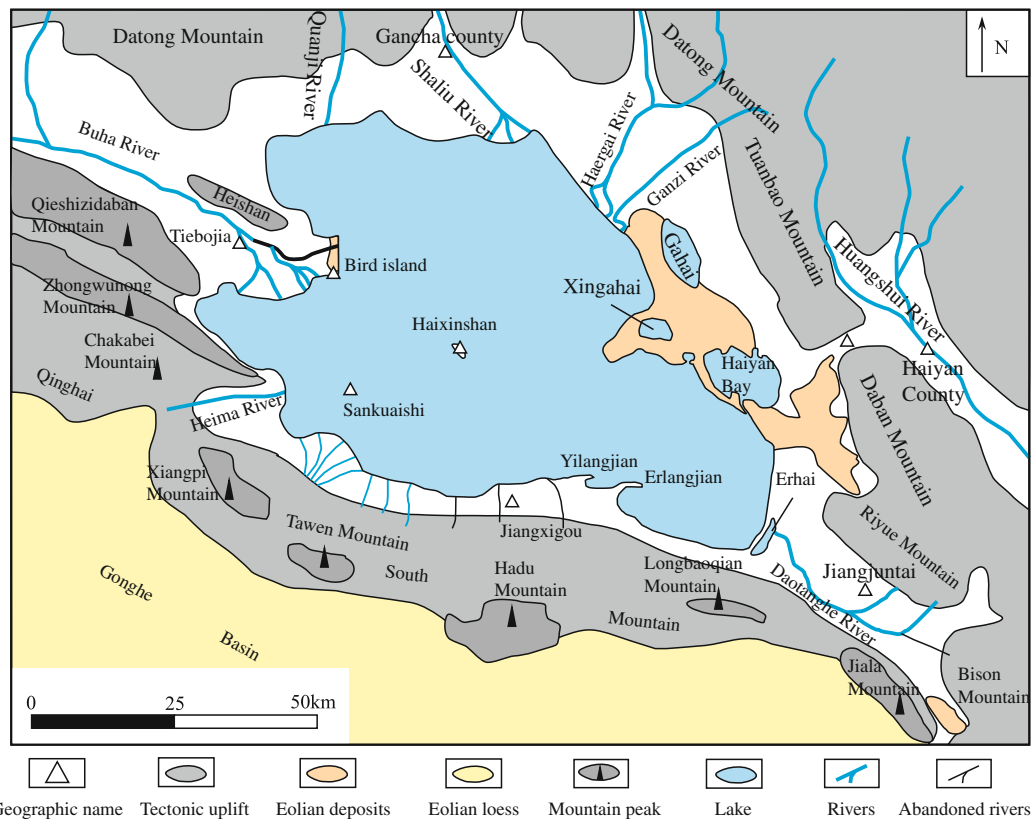 Datong Mountain
Quanji River
Gancha county
Shaliu River
N
Datong Mountain
Haergai River
Ganzi River
Tuanbao Mountain
Buha River
Qieshizidaban
Mountain
Heishan
Tiebojia
Bird island
Gahai
Xingahai
Huangshui River
Zhongwunong
Mountain
Haixinshan
Chakabei
Mountain
Haiyan
Bay
Haiyan
County
Qinghai
Sankuaishi
Heima River
Daban Mountain
Xiangpi
Mountain
Yilangjian
Erlangjian
Erhai
Tawen Mountain
Jiangxigou
Riyue Mountain
South
Hadu
Mountain
Longbaoqian
Mountain
Jiangjuntai
Gonghe
Daotanghe River
Mountain
Basin
Jiala
Mountain
Bison
Mountain
0 25 50km
Geographic name
Tectonic uplift
Eolian deposits
Eolian loess
Mountain peak
Lake
Rivers
Abandoned rivers